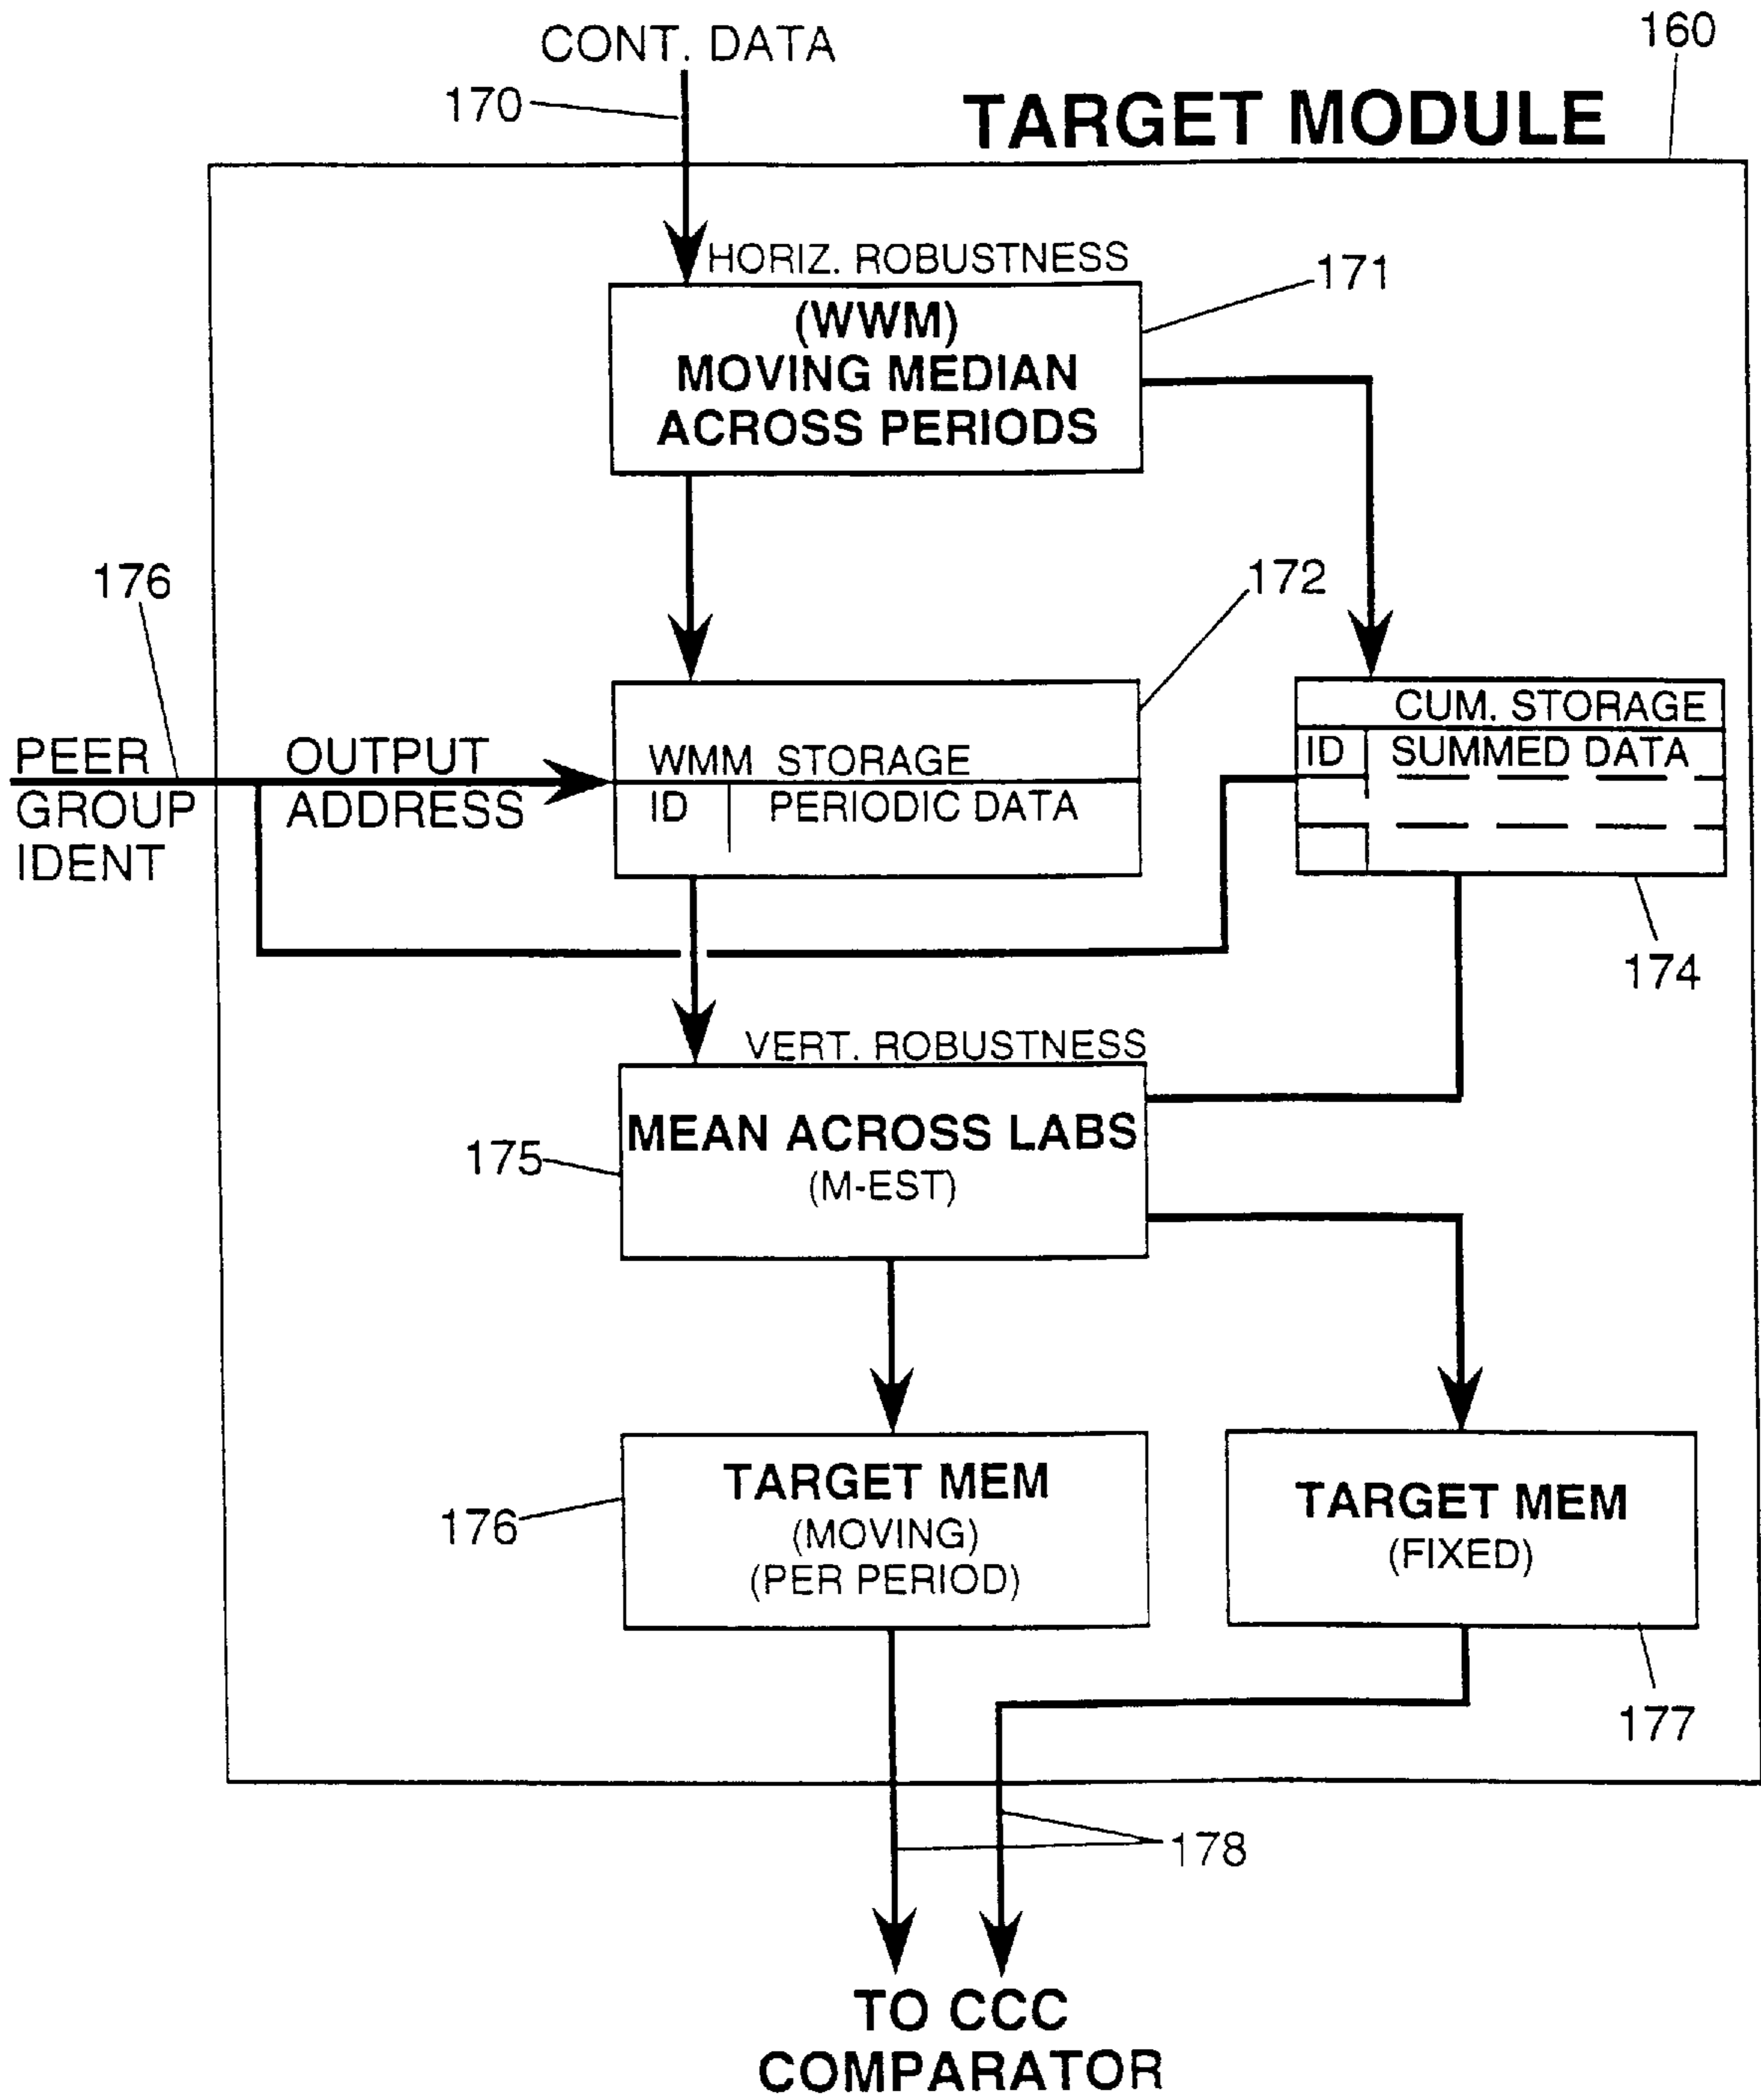 CONT. DATA
160
170
TARGET MODULE
HORIZ. ROBUSTNESS
171
(WWM)
MOVING MEDIAN
ACROSS PERIODS
176
172
PEER
GROUP
IDENT
OUTPUT
ADDRESS
WMM STORAGE
ID PERIODIC DATA
CUM. STORAGE
ID SUMMED DATA
174
VERT. ROBUSTNESS
MEAN ACROSS LABS
(M-EST)
175
TARGET MEM
(MOVING)
(PER PERIOD)
176
TARGET MEM
(FIXED)
177
178
TO CCC
COMPARATOR